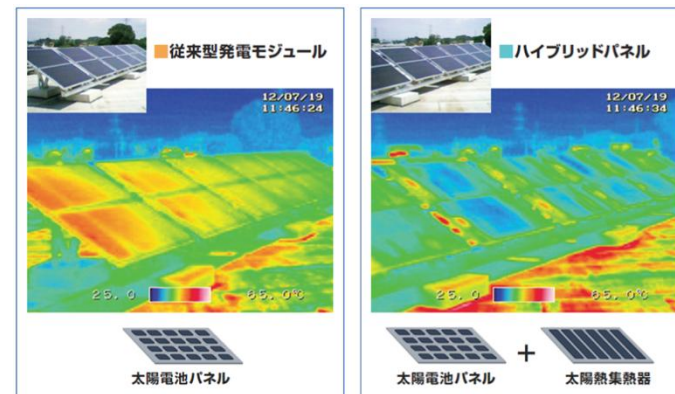 従来型発電モジュール
12/07/19
11:46:24
25.0
65.0℃
太陽電池パネル
ハイブリッドパネル
12/07/19
11:46:34
25.0
65.0℃
太陽電池パネル
+
太陽熱集熱器